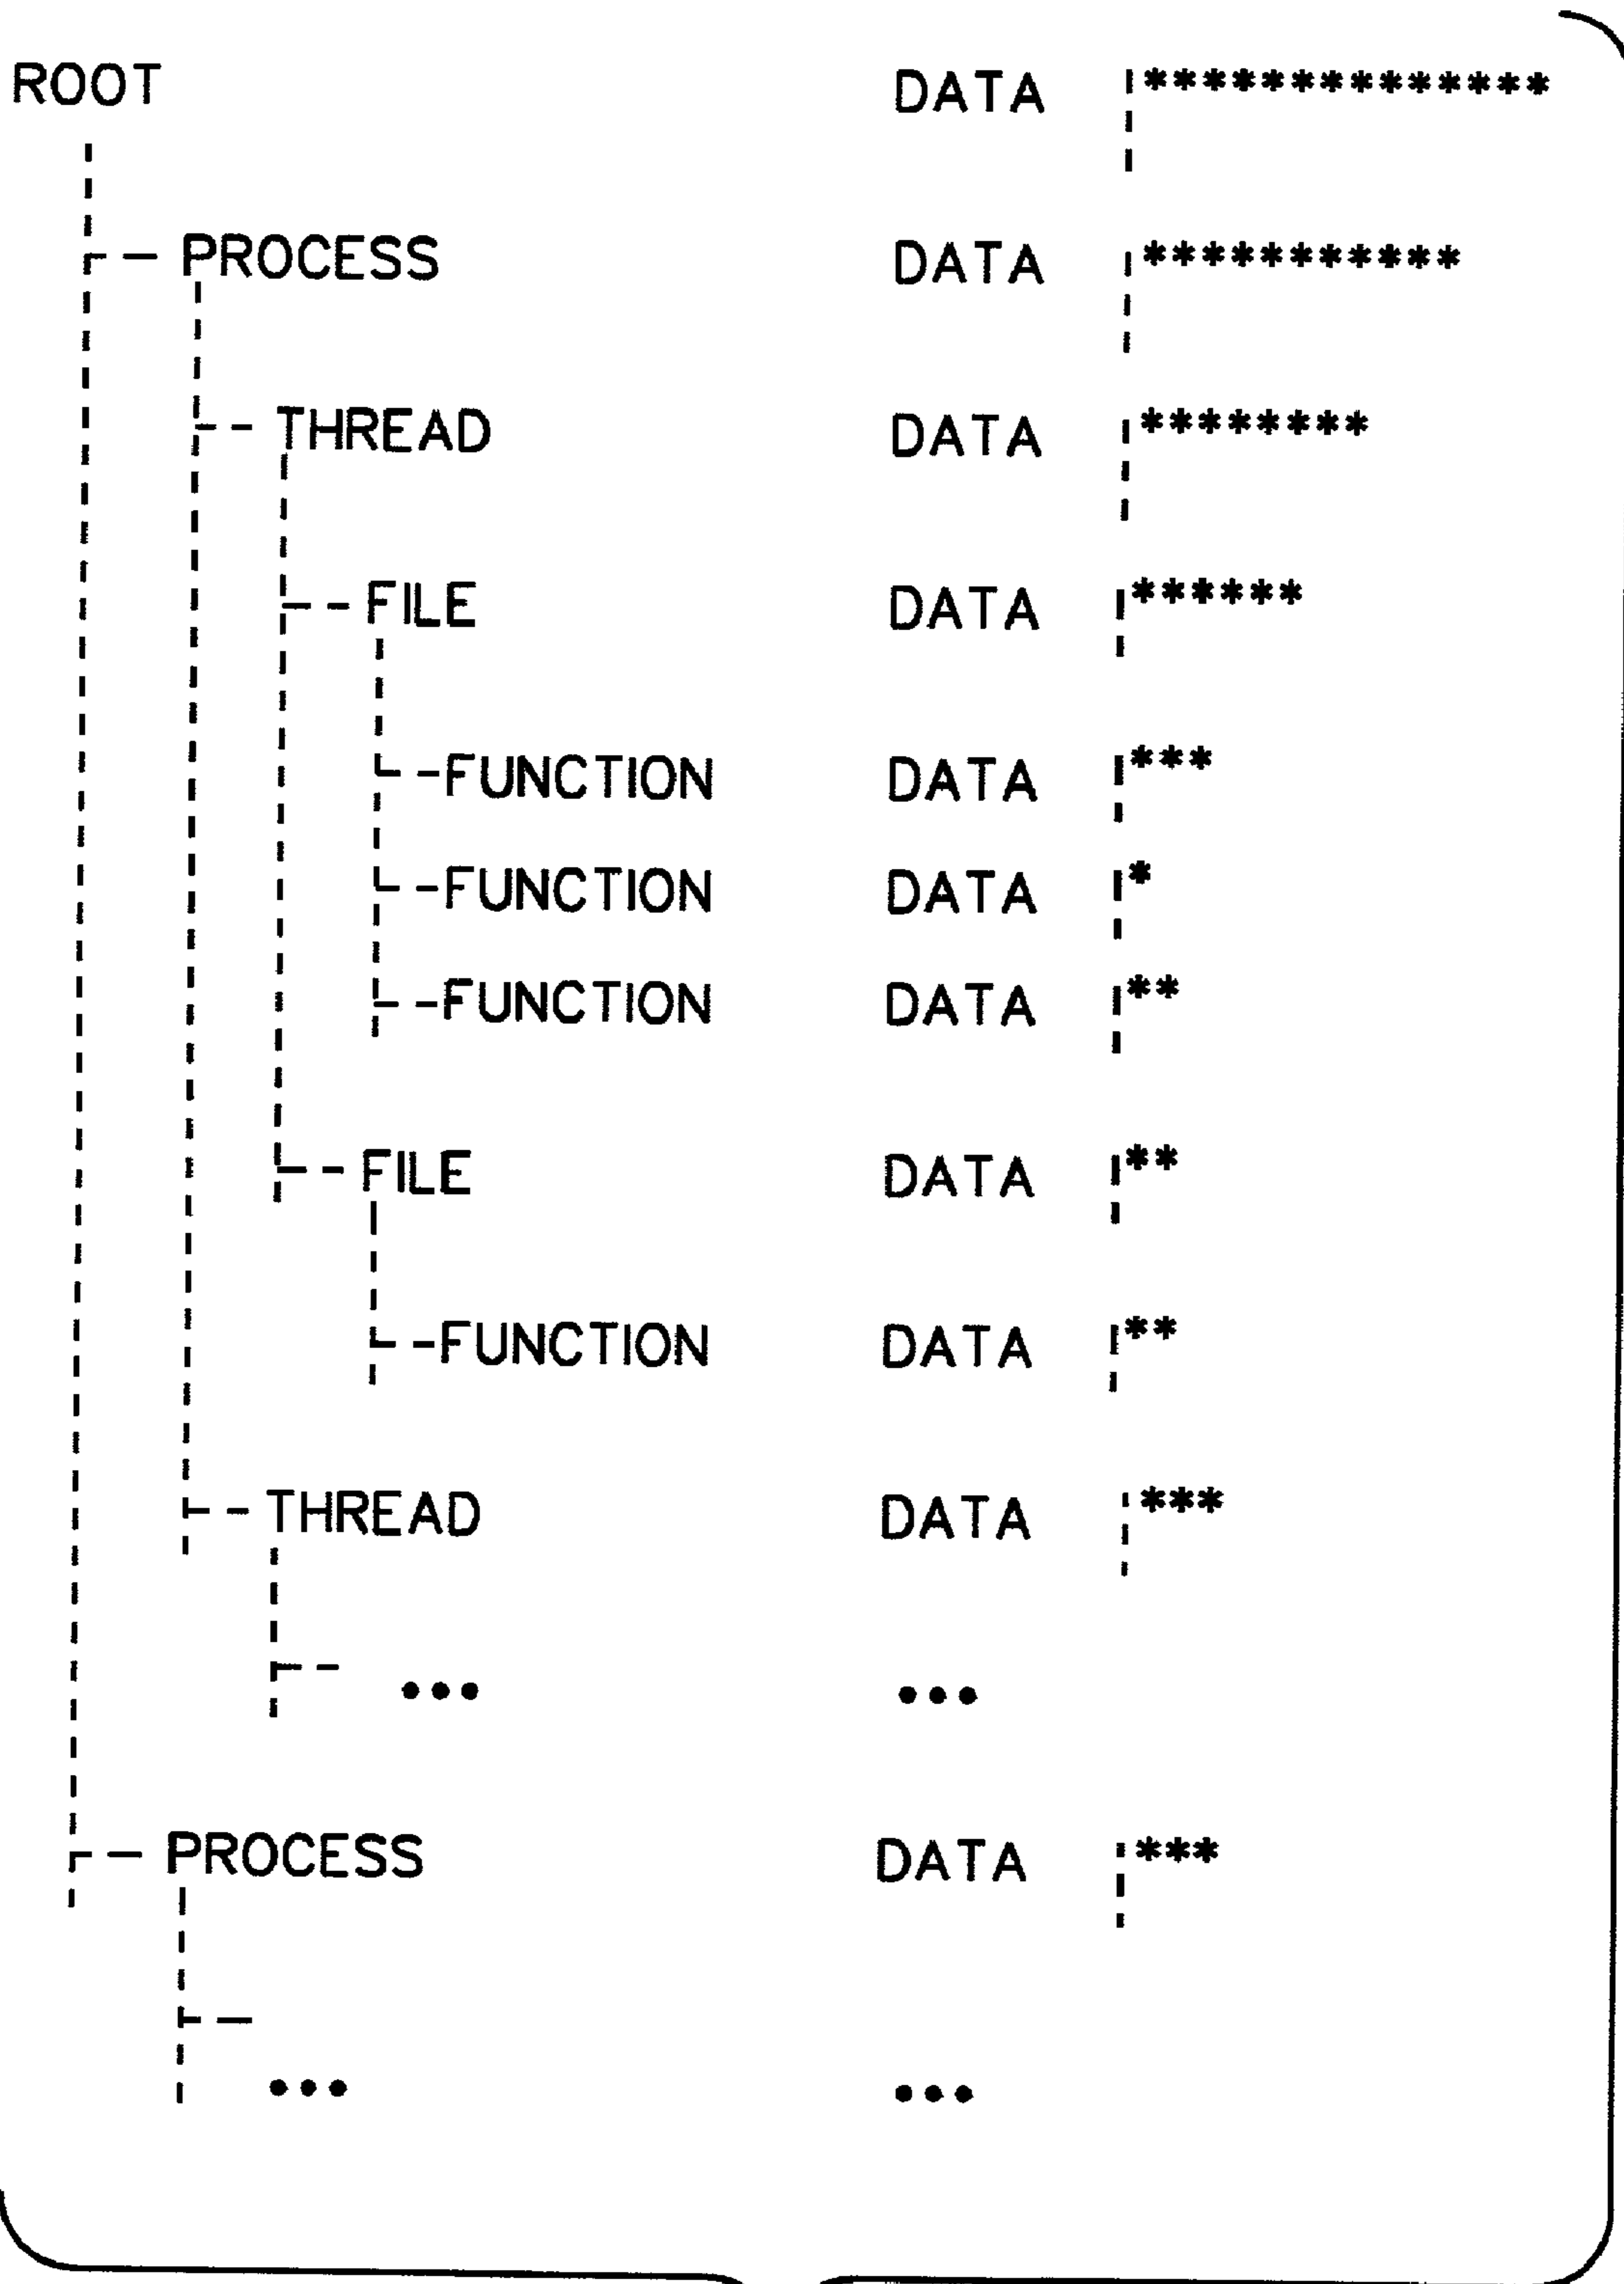 ROOT DATA **************
PROCESS DATA ***********
THREAD DATA ********
FILE DATA ******
FUNCTION DATA ***
FUNCTION DATA *
FUNCTION DATA **
FILE DATA **
FUNCTION DATA **
THREAD DATA ***
... ...
PROCESS DATA ***
... ...